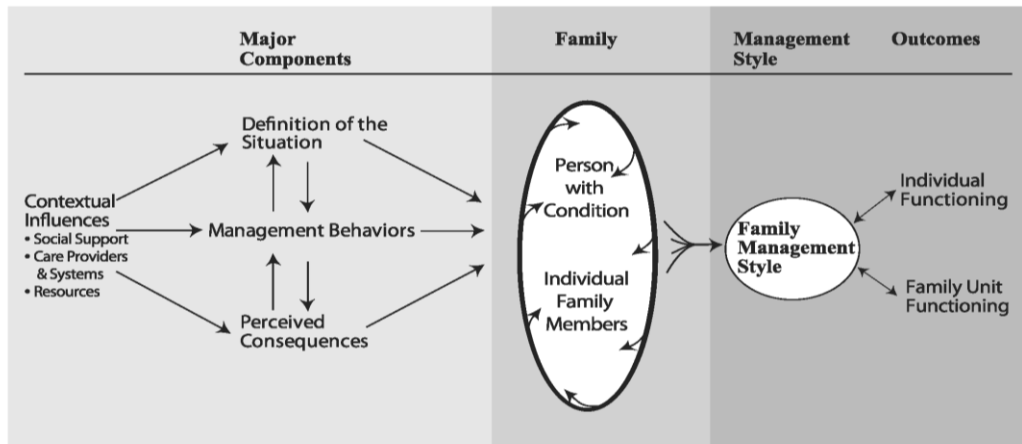 Major
Components
Family
Management
Style
Outcomes
Contextual
Influences
• Social Support
• Care Providers
& Systems
• Resources
Definition of the
Situation
Management Behaviors
Perceived
Consequences
Person
with
Condition
Individual
Family
Members
Family
Management
Style
Individual
Functioning
Family Unit
Functioning